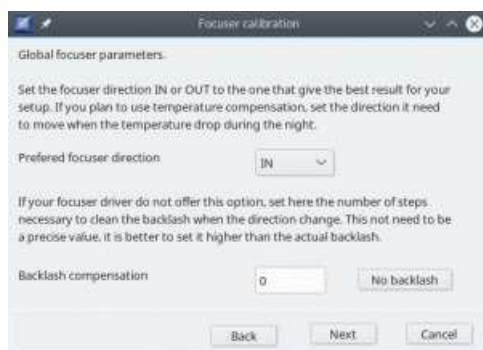 Focuser calibration
Global focuser parameters.
Set the focuser direction IN or OUT to the one that give the best result for your
setup. If you plan to use temperature compensation, set the direction it need
to move when the temperature drop during the night.
Prefered focuser direction
IN
If your focuser driver do not offer this option, set here the number of steps
necessary to clean the backlash when the direction change. This not need to be
a precise value, it is better to set it higher than the actual backlash.
Backlash compensation
0
No backlash
Back
Next
Cancel